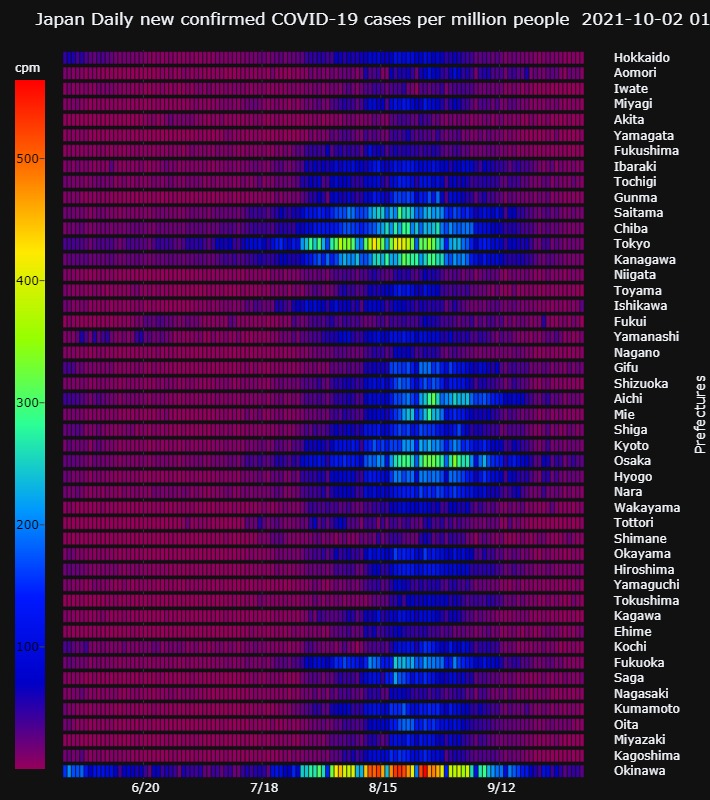 Japan Daily new confirmed COVID-19 cases per million people 2021-10-02 01
cpm
500
400
300
200
100
Hokkaido
Aomori
Iwate
Miyagi
Akita
Yamagata
Fukushima
Ibaraki
Tochigi
Gunma
Saitama
Chiba
Tokyo
Kanagawa
Niigata
Toyama
Ishikawa
Fukui
Yamanashi
Nagano
Gifu
Shizuoka
Aichi
Mie
Shiga
Kyoto
Osaka
Hyogo
Nara
Wakayama
Tottori
Shimane
Okayama
Hiroshima
Yamaguchi
Tokushima
Kagawa
Ehime
Kochi
Fukuoka
Saga
Nagasaki
Kumamoto
Oita
Miyazaki
Kagoshima
Okinawa
Prefectures
6/20 7/18 8/15 9/12